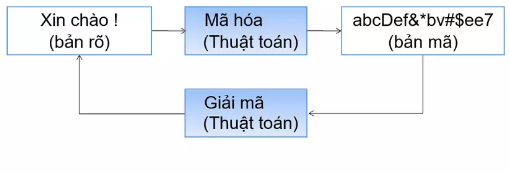 Xin chào !
(bản rõ)
Mã hóa
(Thuật toán)
abcDef&*bv#$ee7
(bản mã)
Giải mã
(Thuật toán)